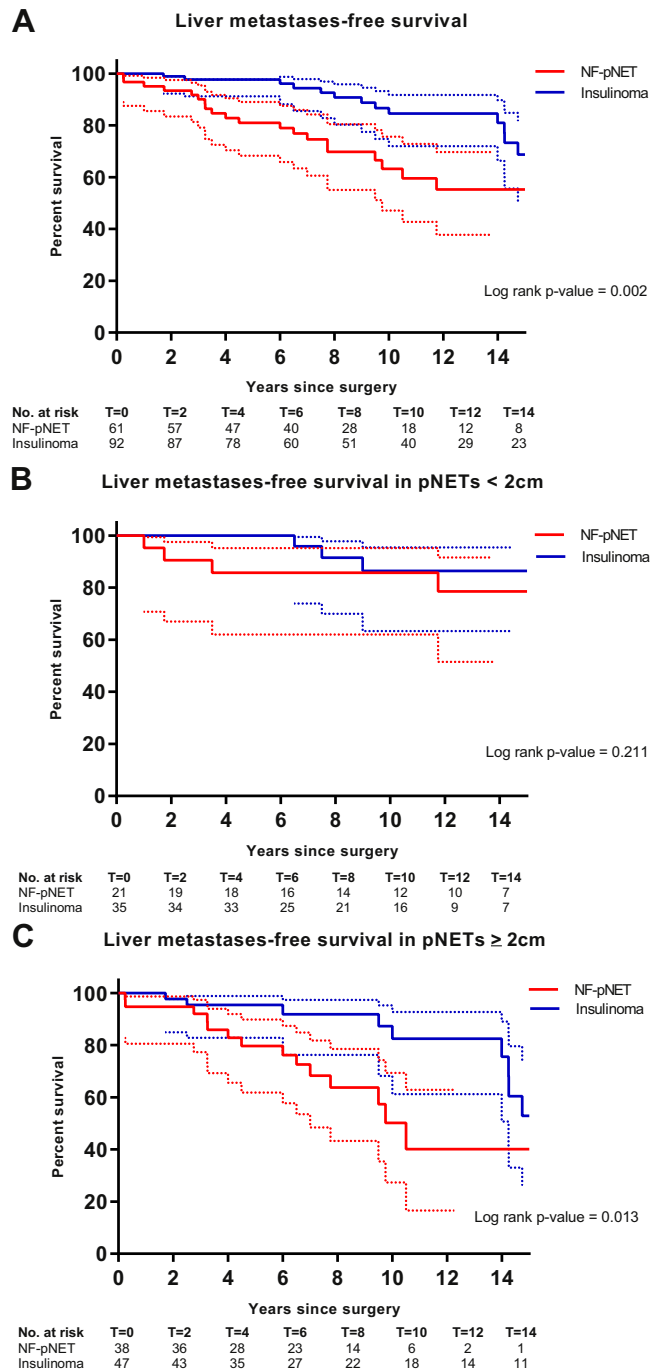 A
Liver metastases-free survival
NF-pNET
Insulinoma
100
80
60
40
20
0
Percent survival
Log rank p-value = 0.002
0 2 4 6 8 10 12 14
Years since surgery
No. at risk T=0 T=2 T=4 T=6 T=8 T=10 T=12 T=14
NF-pNET 61 57 47 40 28 18 12 8
Insulinoma 92 87 78 60 51 40 29 23
B
Liver metastases-free survival in pNETs < 2cm
NF-pNET
Insulinoma
100
80
60
40
20
0
Percent survival
Log rank p-value = 0.211
0 2 4 6 8 10 12 14
Years since surgery
No. at risk T=0 T=2 T=4 T=6 T=8 T=10 T=12 T=14
NF-pNET 21 19 18 16 14 12 10 7
Insulinoma 35 34 33 25 21 16 9 7
C
Liver metastases-free survival in pNETs ≥ 2cm
NF-pNET
Insulinoma
100
80
60
40
20
0
Percent survival
Log rank p-value = 0.013
0 2 4 6 8 10 12 14
Years since surgery
No. at risk T=0 T=2 T=4 T=6 T=8 T=10 T=12 T=14
NF-pNET 38 36 28 23 14 6 2 1
Insulinoma 47 43 35 27 22 18 14 11